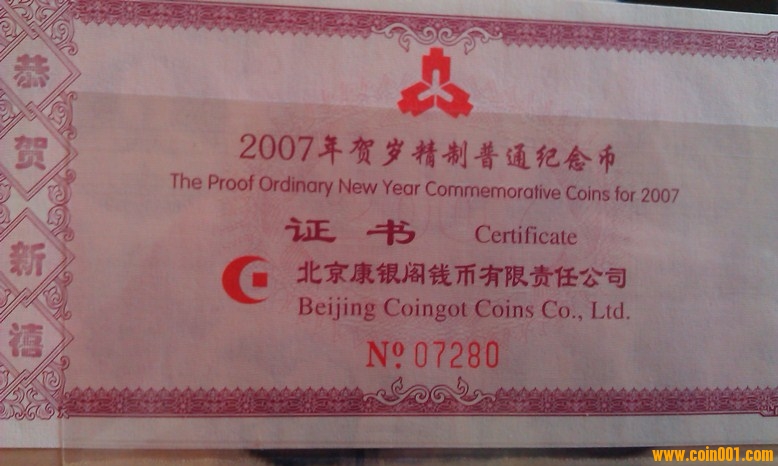 恭贺新禧
2007年贺岁精制普通纪念币
The Proof Ordinary New Year Commemorative Coins for 2007
证书 Certificate
北京康银阁钱币有限责任公司
Beijing Coingot Coins Co., Ltd.
Nº 07280
www.coin001.com